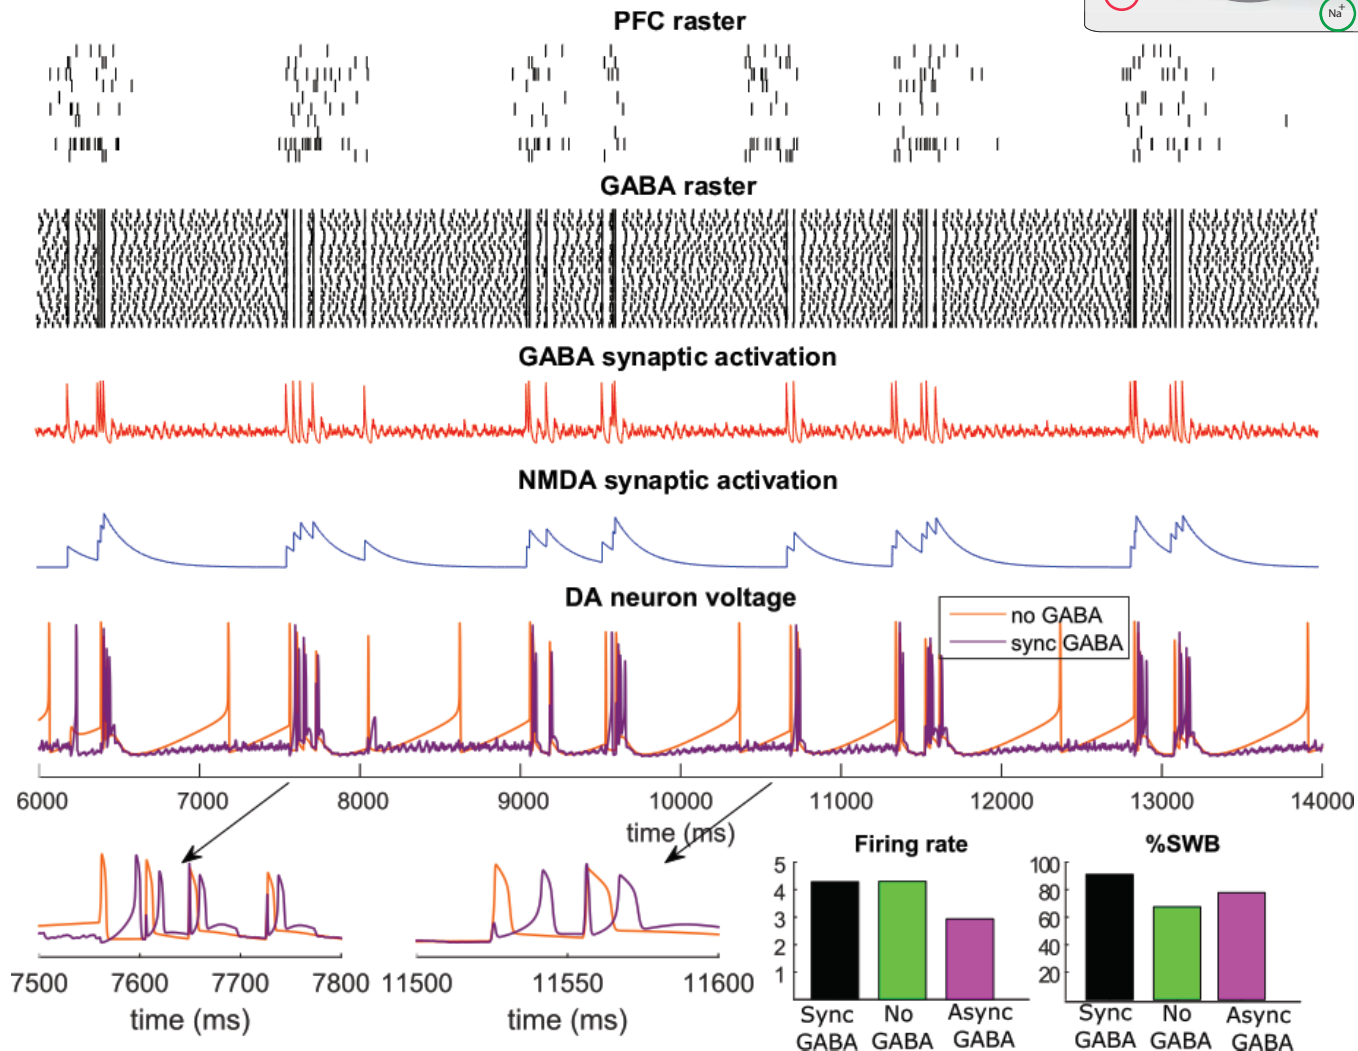 Na+
PFC raster
GABA raster
GABA synaptic activation
NMDA synaptic activation
DA neuron voltage
no GABA
sync GABA
6000 7000 8000 9000 10000 11000 12000 13000 14000
time (ms)
7500 7600 7700 7800
time (ms)
11500 11550 11600
time (ms)
Firing rate
5
4
3
2
1
Sync GABA
No GABA
Async GABA
%SWB
100
80
60
40
20
Sync GABA
No GABA
Async GABA